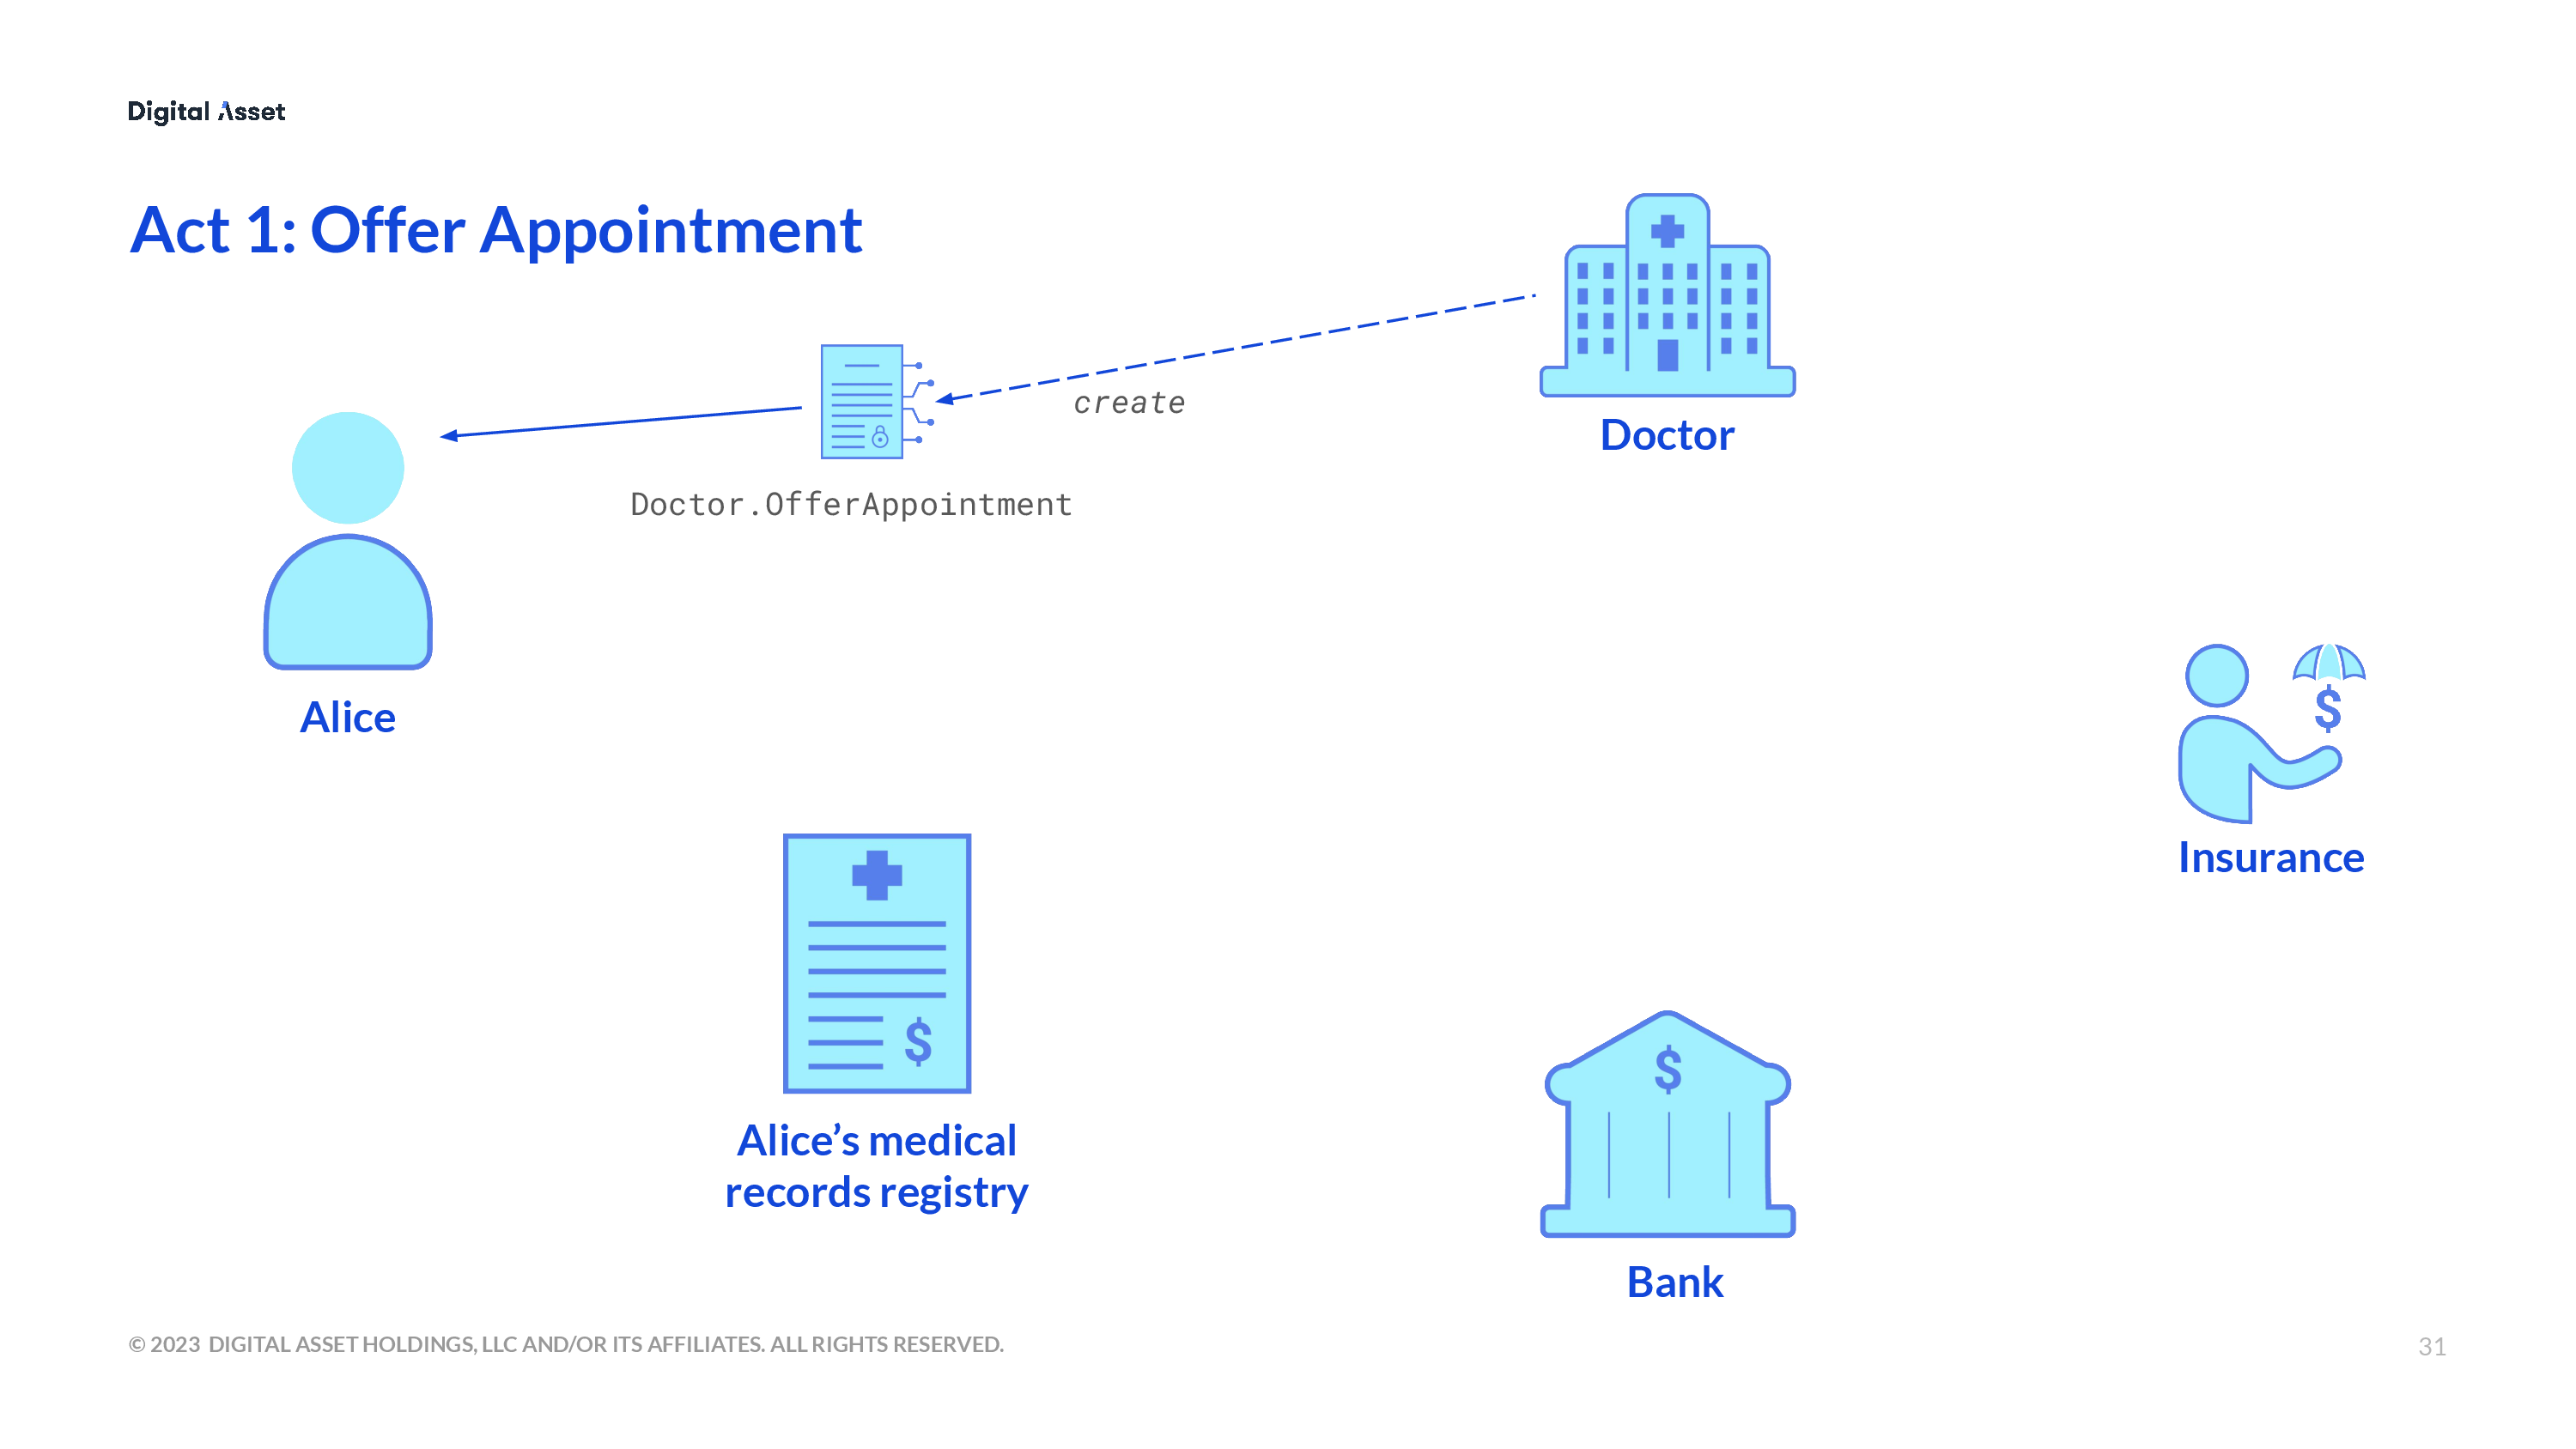 Digital Asset
Act 1: Offer Appointment
create
Doctor
Doctor.OfferAppointment
Alice
$
Insurance
$
$
Alice’s medical
records registry
Bank
© 2023 DIGITAL ASSET HOLDINGS, LLC AND/OR ITS AFFILIATES. ALL RIGHTS RESERVED.
31